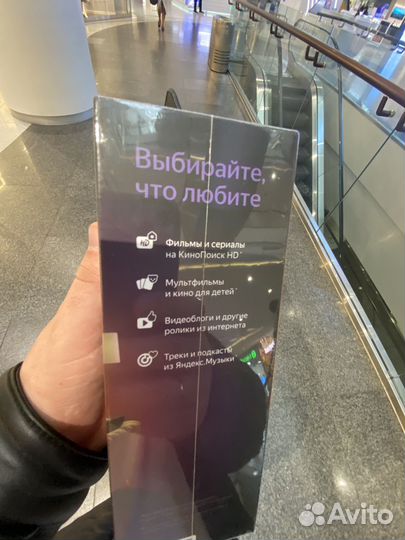 Выбирайте,
что любите
HD
Фильмы и сериалы
на КиноПоиск HD*
Мультфильмы
и кино для детей*
Видеоблоги и другие
ролики из интернета
Треки и подкасты
из Яндекс.Музыки*
Avito